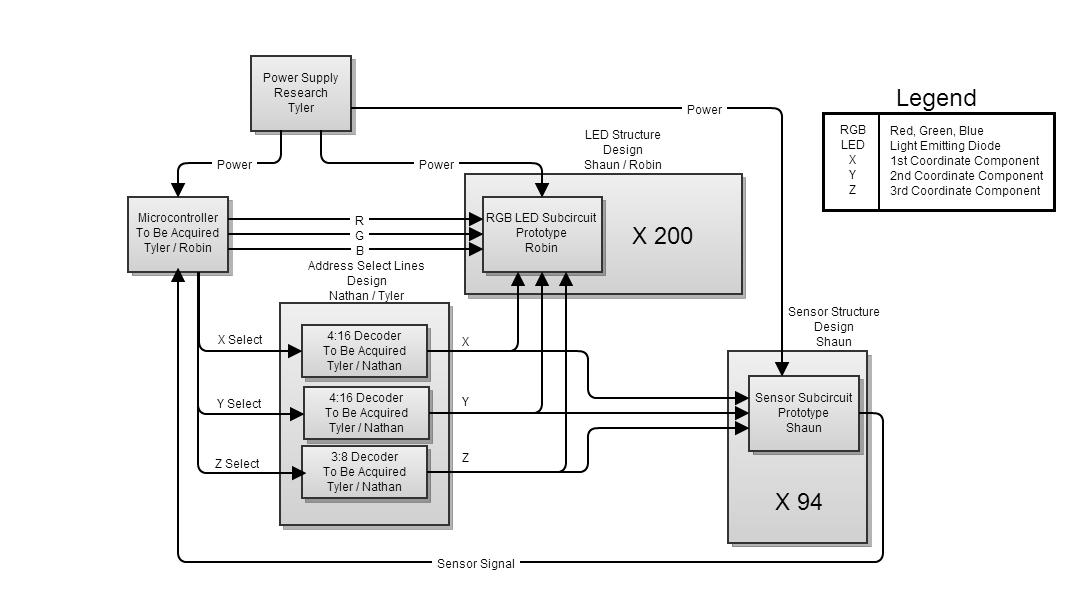 Power Supply
Research
Tyler
Power
Legend
RGB Red, Green, Blue
LED Light Emitting Diode
X 1st Coordinate Component
Y 2nd Coordinate Component
Z 3rd Coordinate Component
LED Structure
Design
Shaun / Robin
Power
Power
Microcontroller
To Be Acquired
Tyler / Robin
R
G
B
RGB LED Subcircuit
Prototype
Robin
X 200
Address Select Lines
Design
Nathan / Tyler
X Select
4:16 Decoder
To Be Acquired
Tyler / Nathan
X
Y Select
4:16 Decoder
To Be Acquired
Tyler / Nathan
Y
Z Select
3:8 Decoder
To Be Acquired
Tyler / Nathan
Z
Sensor Structure
Design
Shaun
Sensor Subcircuit
Prototype
Shaun
X 94
Sensor Signal